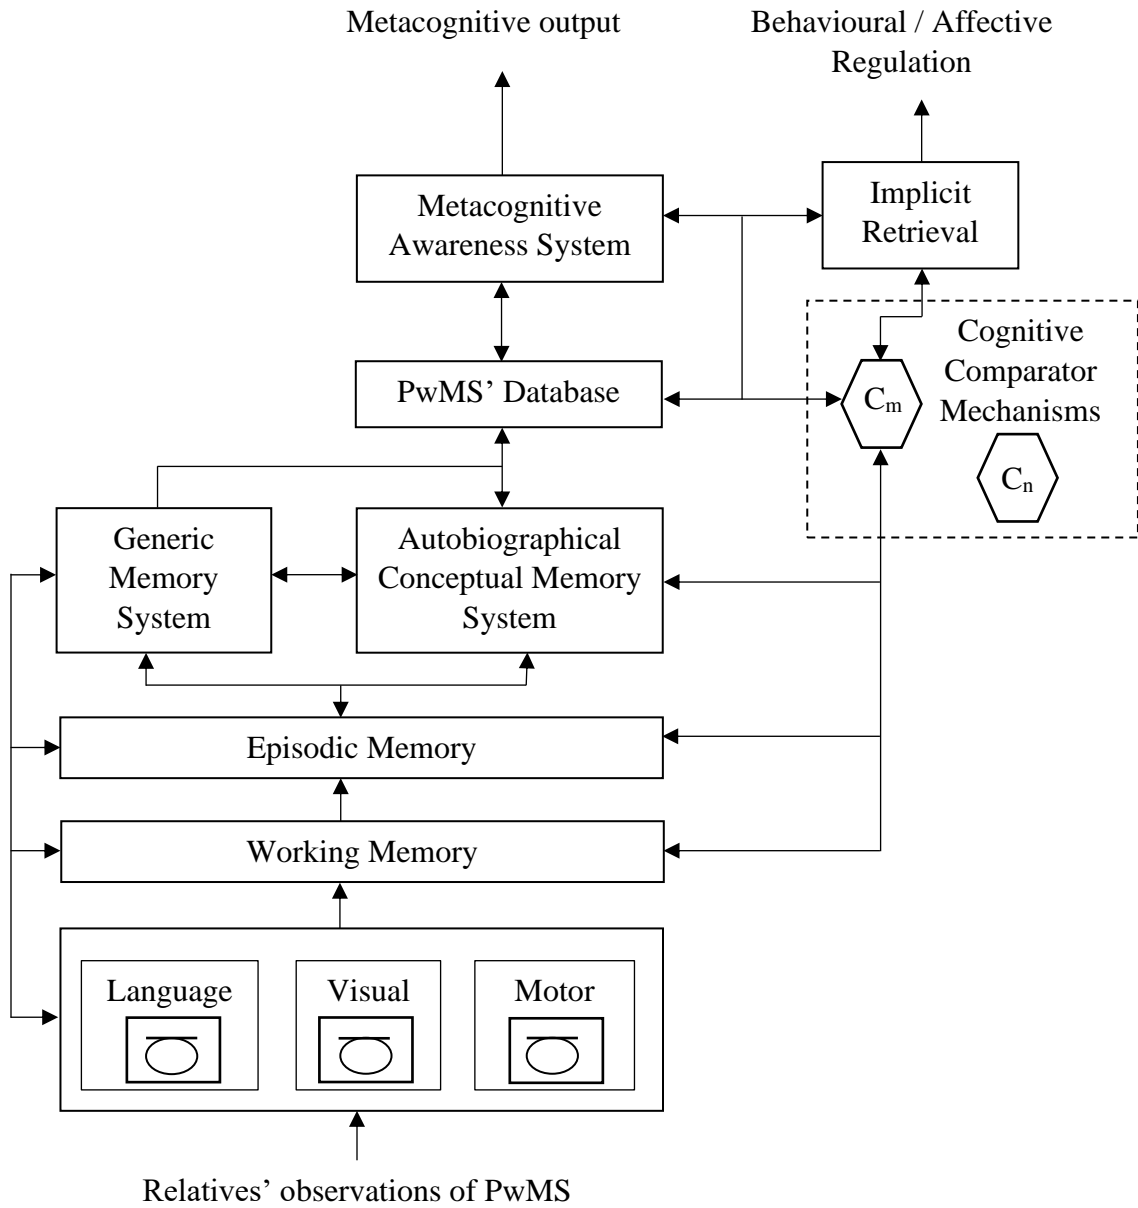 Metacognitive output
Behavioural / Affective
Regulation
Metacognitive
Awareness System
Implicit
Retrieval
Cognitive
Comparator
Mechanisms
PwMS’ Database
Cm
Cn
Generic
Memory
System
Autobiographical
Conceptual Memory
System
Episodic Memory
Working Memory
Language
Visual
Motor
Relatives’ observations of PwMS